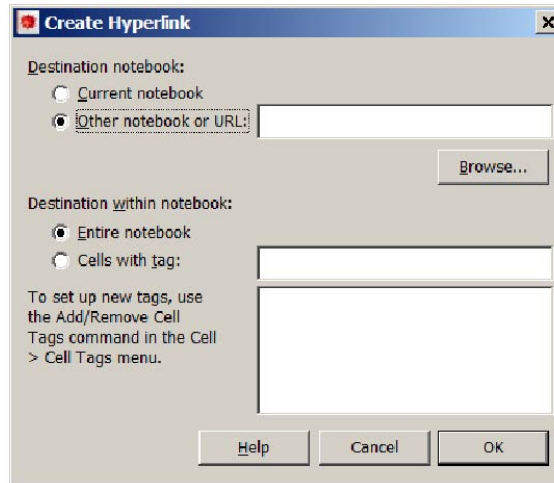 Create Hyperlink
Destination notebook:
Current notebook
Other notebook or URL:
Browse...
Destination within notebook:
Entire notebook
Cells with tag:
To set up new tags, use
the Add/Remove Cell
Tags command in the Cell
> Cell Tags menu.
Help
Cancel
OK